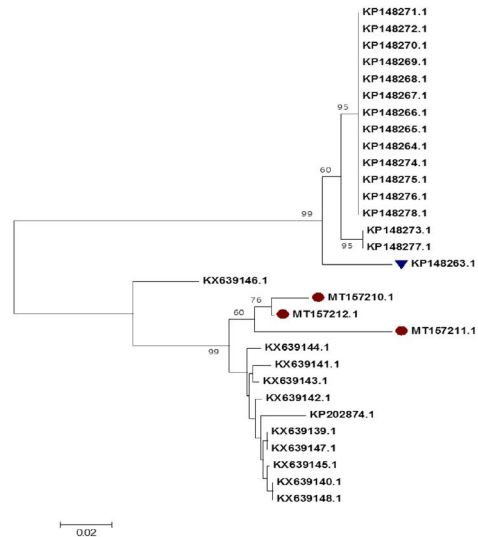 KP148271.1
KP148272.1
KP148270.1
KP148269.1
KP148268.1
KP148267.1
95
KP148266.1
KP148265.1
KP148264.1
KP148274.1
60
KP148275.1
KP148276.1
99
KP148278.1
KP148273.1
95
KP148277.1
KP148263.1
KX639146.1
76
MT157210.1
60
MT157212.1
MT157211.1
99
KX639144.1
KX639141.1
KX639143.1
KX639142.1
KP202874.1
KX639139.1
KX639147.1
KX639145.1
KX639140.1
KX639148.1
0.02